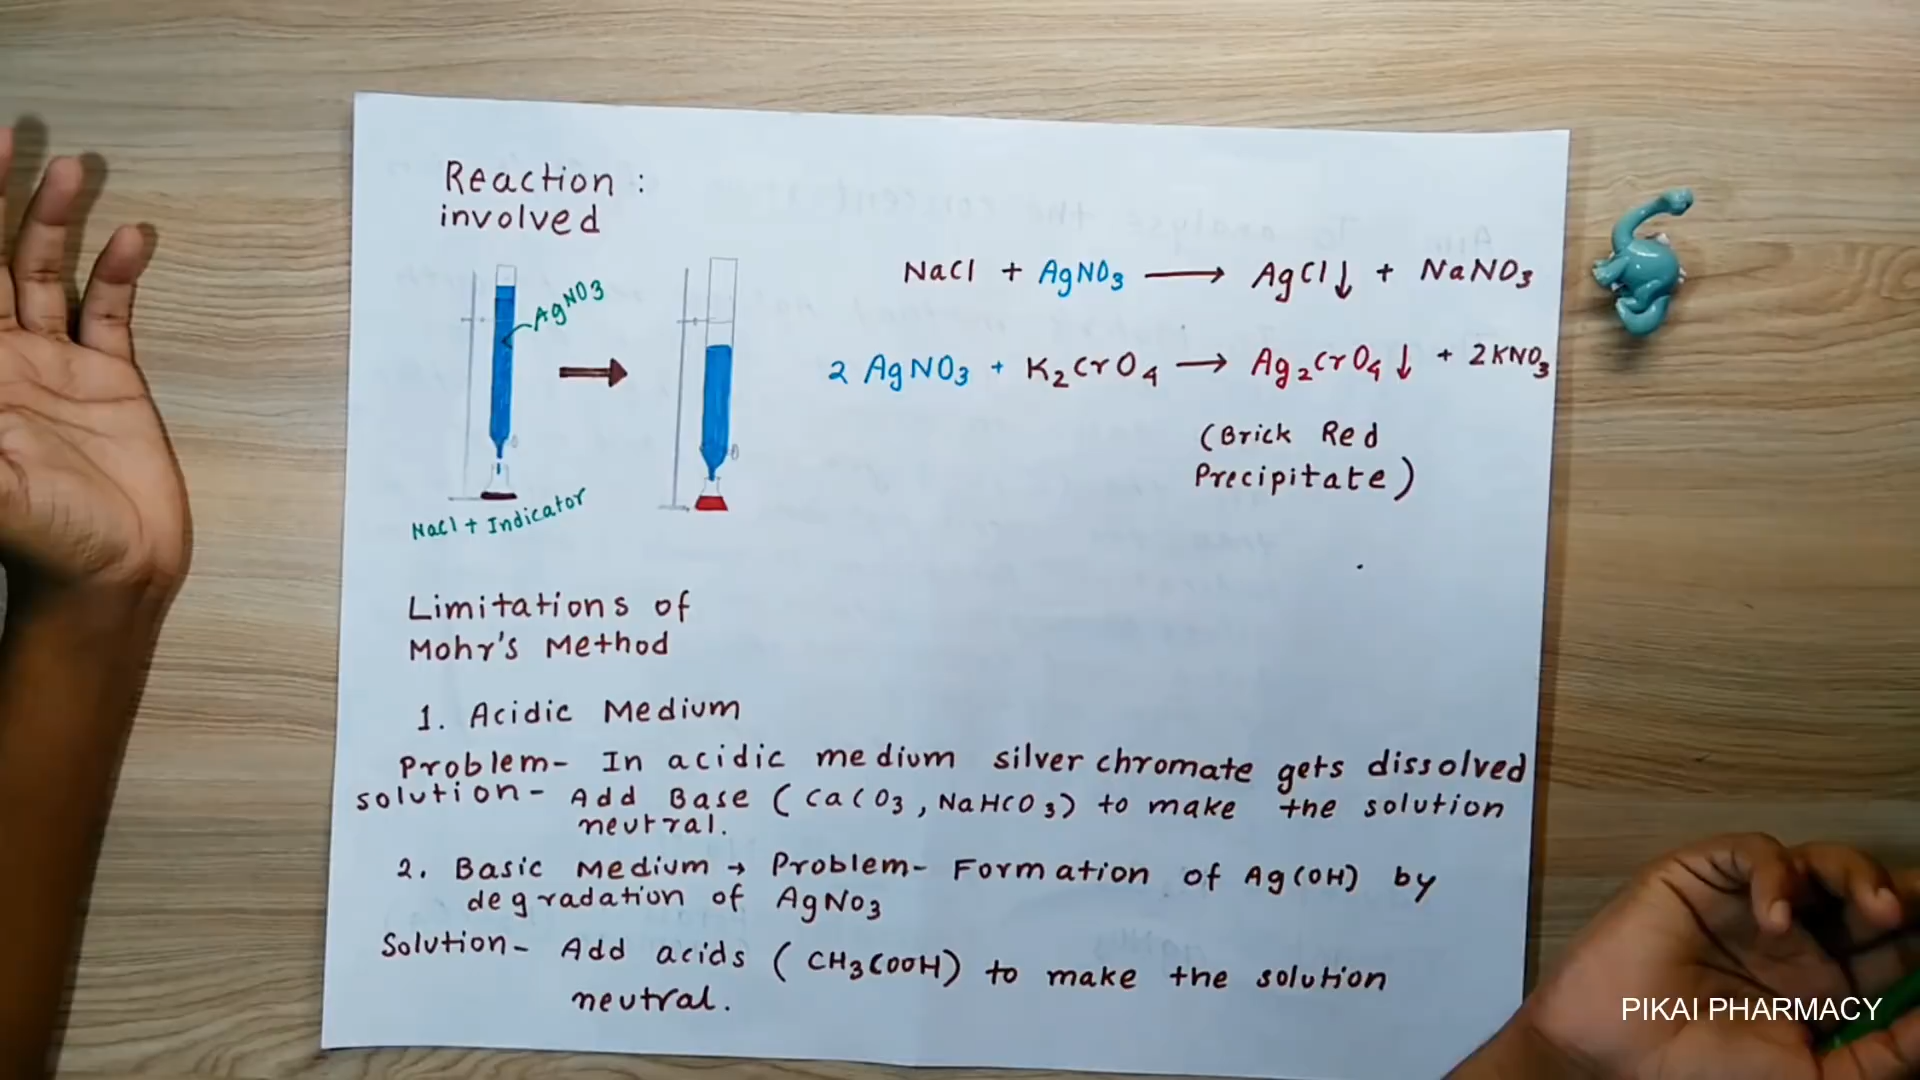 Reaction :
involved
AgNO3
NaCl + Indicator
NaCl + AgNO3 ⟶ AgCl↓ + NaNO3
2 AgNO3 + K2CrO4 ⟶ Ag2CrO4↓ + 2KNO3
(Brick Red
Precipitate)
Limitations of
Mohr's Method
1. Acidic Medium
Problem- In acidic medium silver chromate gets dissolved
solution- Add Base (CaCO3, NaHCO3) to make the solution
neutral.
2. Basic Medium → Problem- Formation of Ag(OH) by
degradation of AgNO3
Solution- Add acids (CH3COOH) to make the solution
neutral.
PIKAI PHARMACY